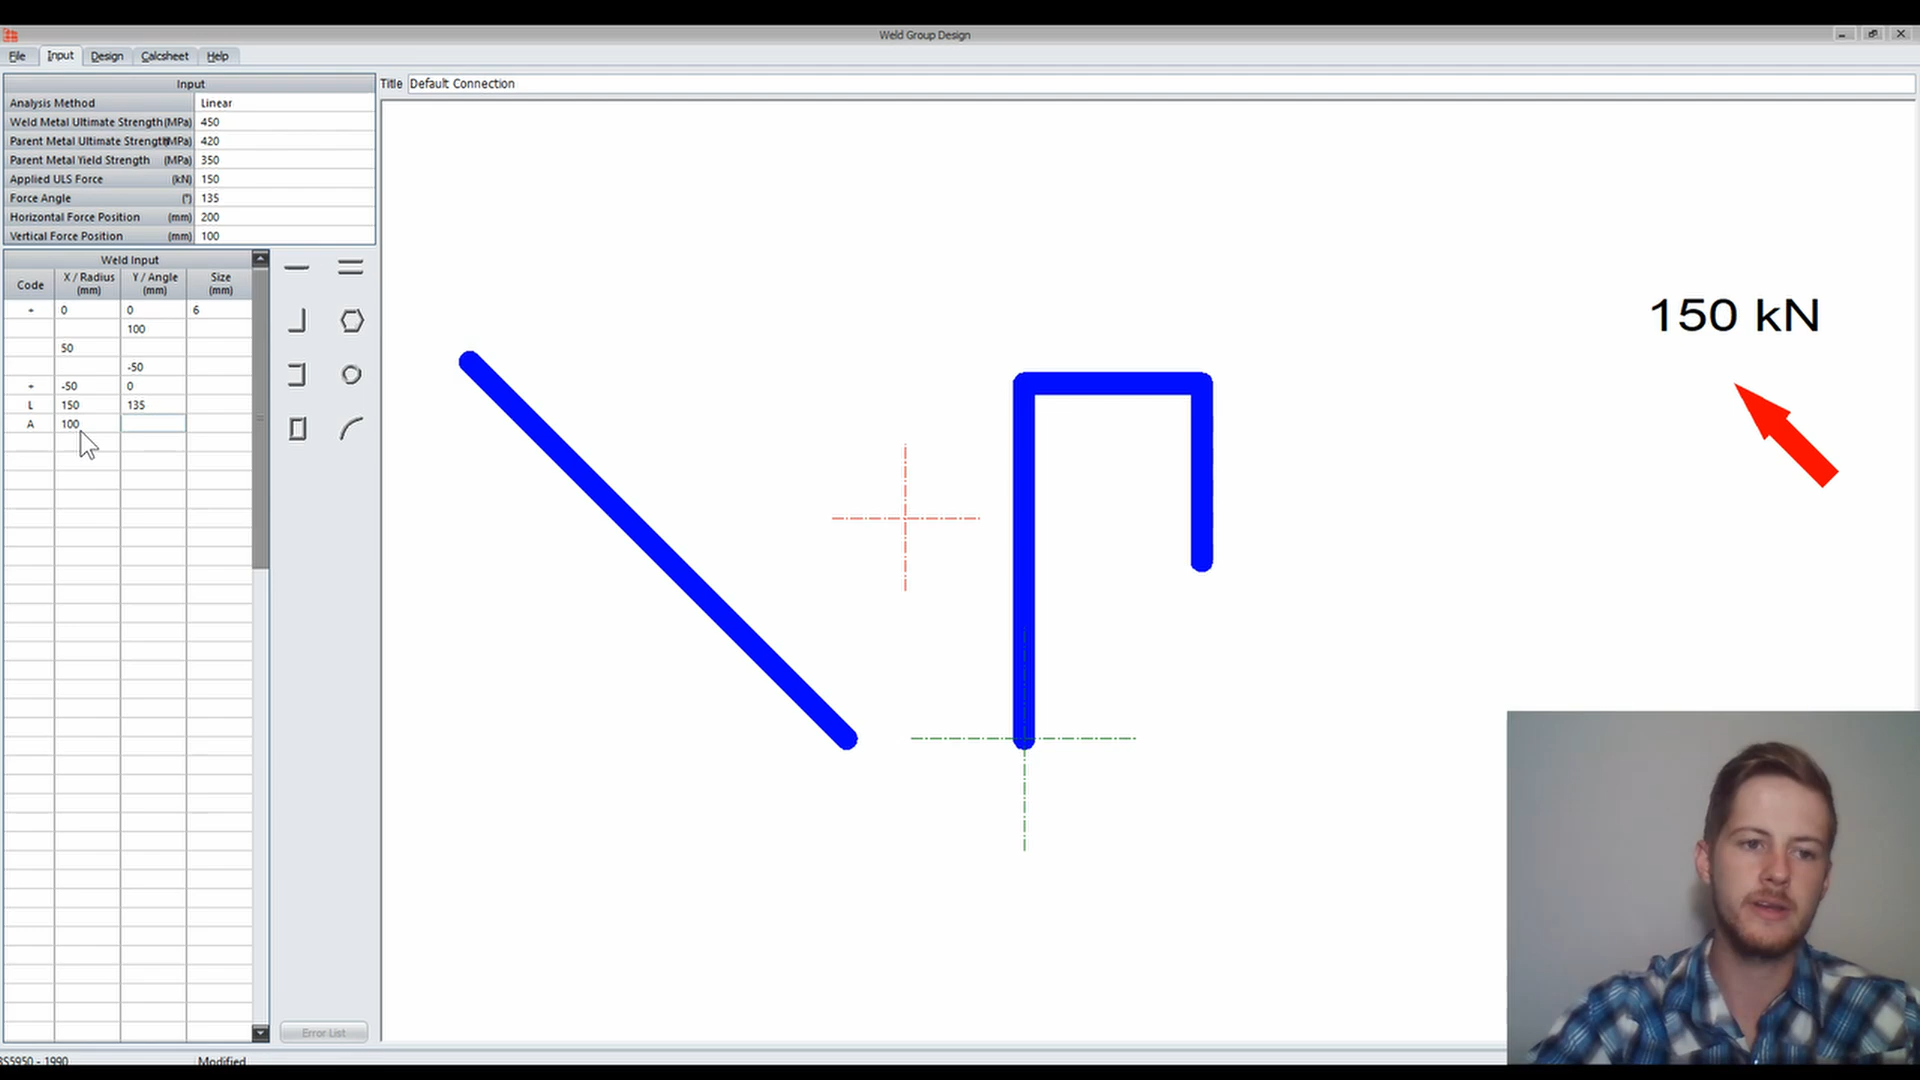 Weld Group Design
File Input Design Calcsheet Help
Input
Title Default Connection
Analysis Method Linear
Weld Metal Ultimate Strength(MPa) 450
Parent Metal Ultimate Strength(MPa) 420
Parent Metal Yield Strength (MPa) 350
Applied ULS Force (kN) 150
Force Angle (°) 135
Horizontal Force Position (mm) 200
Vertical Force Position (mm) 100
Weld Input
Code X / Radius (mm) Y / Angle (mm) Size (mm)
+ 0 0 6
100
50
-50
+ -50 0
L 150 135
A 100
150 kN
Error List
BS5950 - 1990 Modified